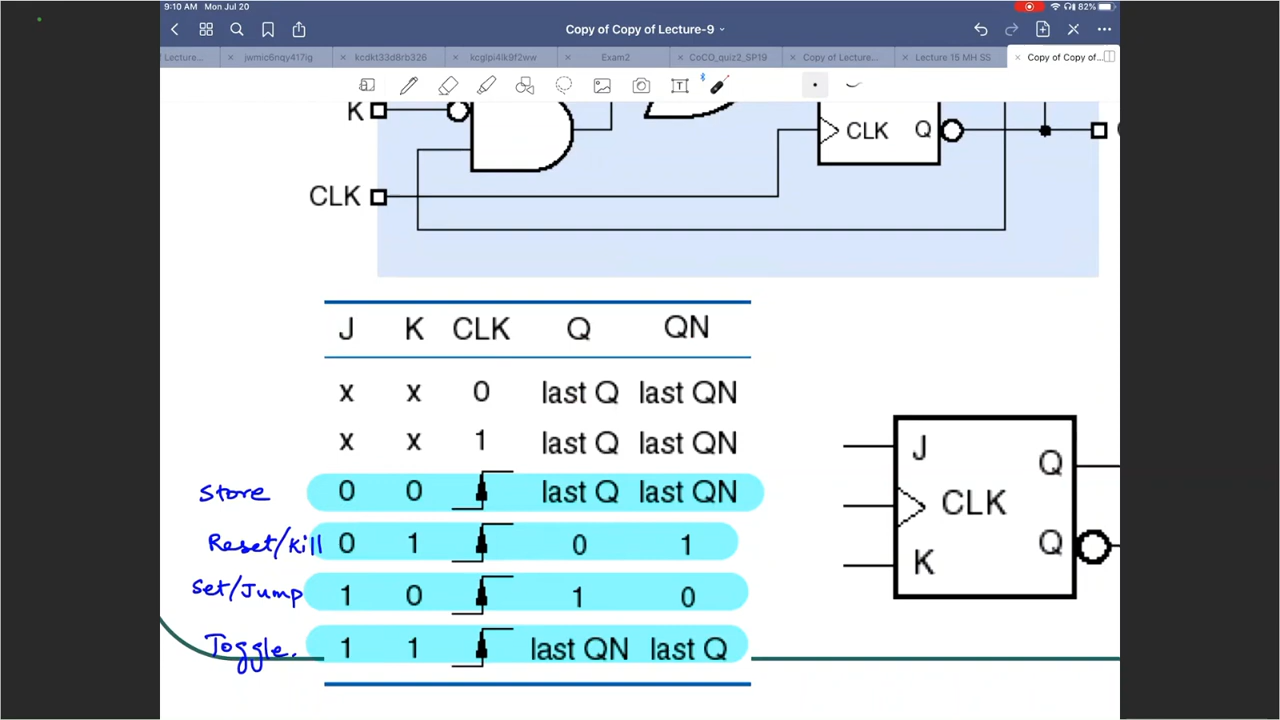 9:10 AM Mon Jul 20
82%
Copy of Copy of Lecture-9
Lecture...
jwmic6nqy417ig
kcdkt33d8rb326
kcglpi4lk9f2ww
Exam2
CoCO_quiz2_SP19
Copy of Lecture...
Lecture 15 MH SS
Copy of Copy of...
T
K
CLK Q
CLK
J K CLK Q QN
x x 0 last Q last QN
x x 1 last Q last QN
Store 0 0 last Q last QN
Reset/Kill 0 1 0 1
Set/Jump 1 0 1 0
Toggle. 1 1 last QN last Q
J Q
CLK
K Q